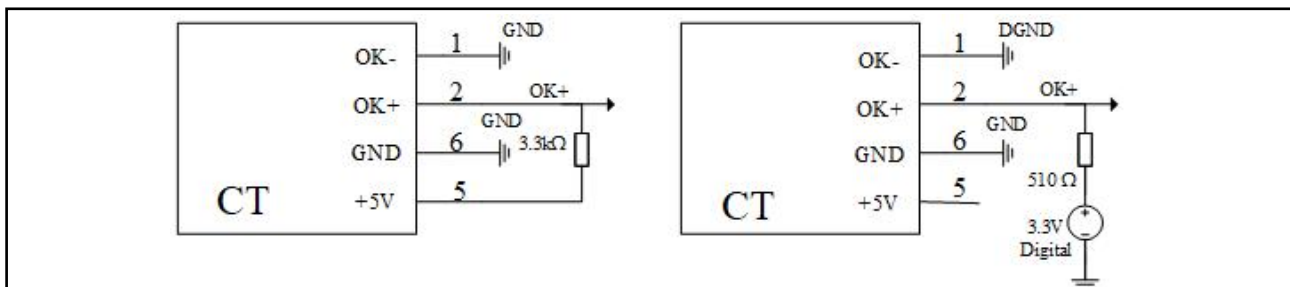 GND
OK- 1
OK+ 2 OK+
GND
GND 6 3.3kΩ
CT +5V 5
DGND
OK- 1
OK+ 2 OK+
GND
GND 6
510 Ω
CT +5V 5
3.3V
Digital